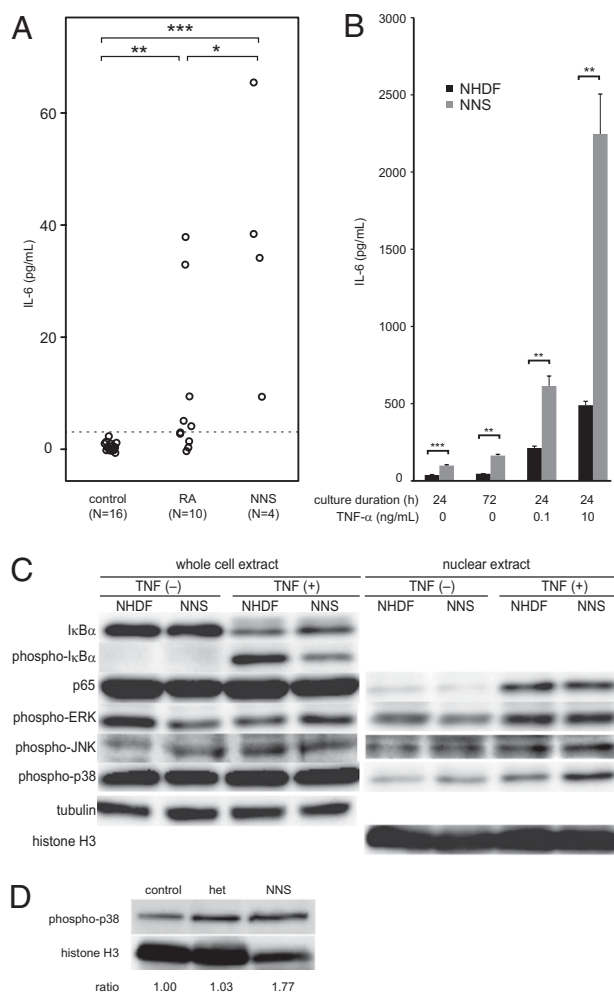 A
***
** *
60
40
20
0
IL-6 (pg/mL)
control RA NNS
(N=16) (N=10) (N=4)
B
3000
2500
2000
1500
1000
500
0
IL-6 (pg/mL)
NHDF
NNS
***
**
**
**
culture duration (h) 24 72 24 24
TNF-α (ng/mL) 0 0 0.1 10
C
whole cell extract nuclear extract
TNF (–) TNF (+) TNF (–) TNF (+)
NHDF NNS NHDF NNS NHDF NNS NHDF NNS
IκBα
phospho-IκBα
p65
phospho-ERK
phospho-JNK
phospho-p38
tubulin
histone H3
D
control het NNS
phospho-p38
histone H3
ratio 1.00 1.03 1.77